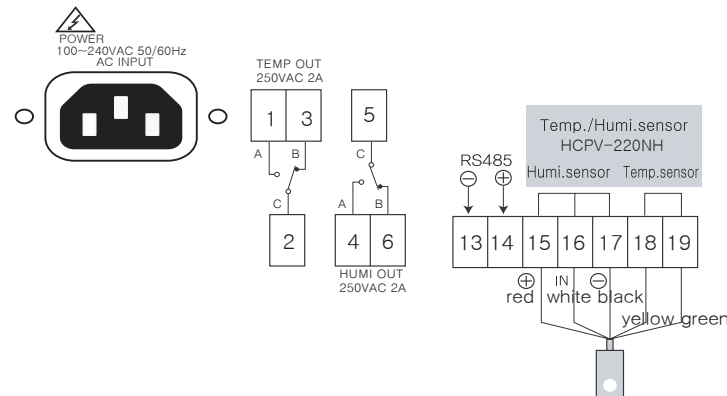 POWER
100~240VAC 50/60Hz
AC INPUT
TEMP OUT
250VAC 2A
1 3
A B
C
2
5
C
A B
4 6
HUMI OUT
250VAC 2A
Temp./Humi.sensor
HCPV-220NH
Humi.sensor Temp.sensor
RS485
⊖ ⊕
13 14 15 16 17 18 19
⊕ IN ⊖
red white black
yellow green